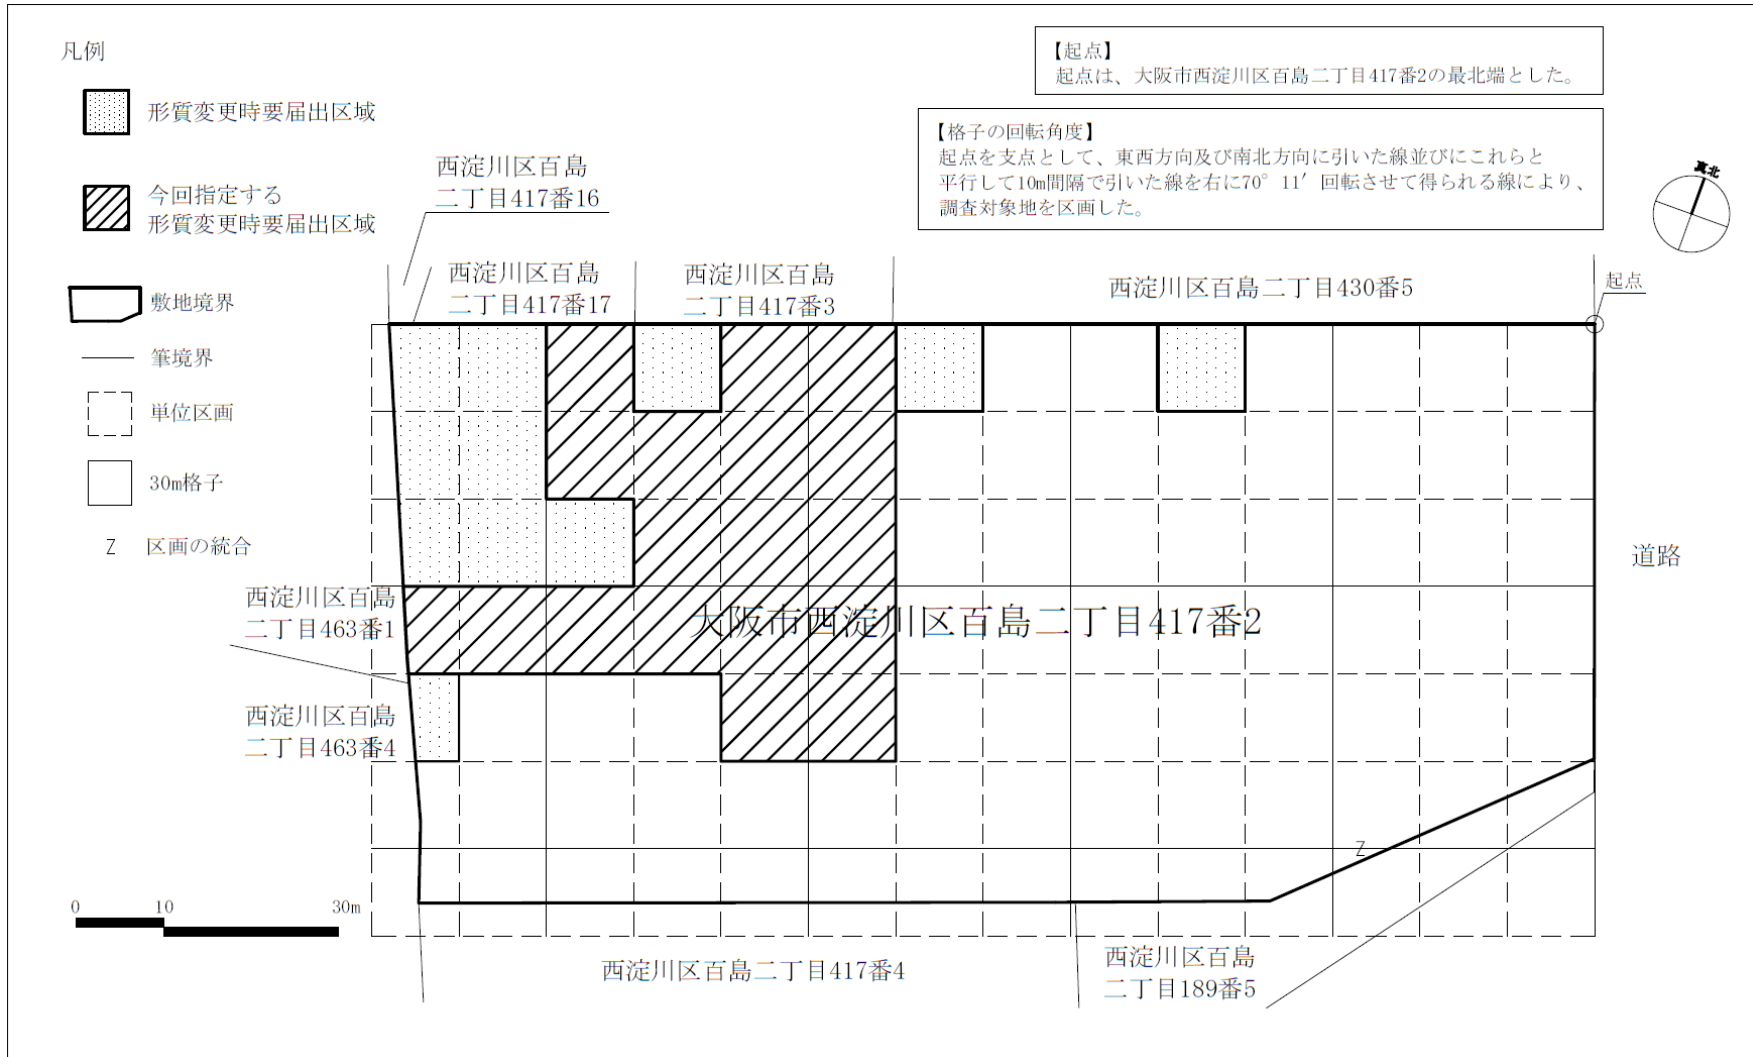 凡例
形質変更時要届出区域
今回指定する
形質変更時要届出区域
敷地境界
筆境界
単位区画
30m格子
Z 区画の統合
【起点】
起点は、大阪市西淀川区百島二丁目417番2の最北端とした。
【格子の回転角度】
起点を支点として、東西方向及び南北方向に引いた線並びにこれらと
平行して10m間隔で引いた線を右に70°11′回転させて得られる線により、
調査対象地を区画した。
真北
西淀川区百島
二丁目417番16
西淀川区百島
二丁目417番17
西淀川区百島
二丁目417番3
西淀川区百島二丁目430番5
起点
道路
西淀川区百島
二丁目463番1
大阪市西淀川区百島二丁目417番2
西淀川区百島
二丁目463番4
Z
0 10 30m
西淀川区百島二丁目417番4
西淀川区百島
二丁目189番5